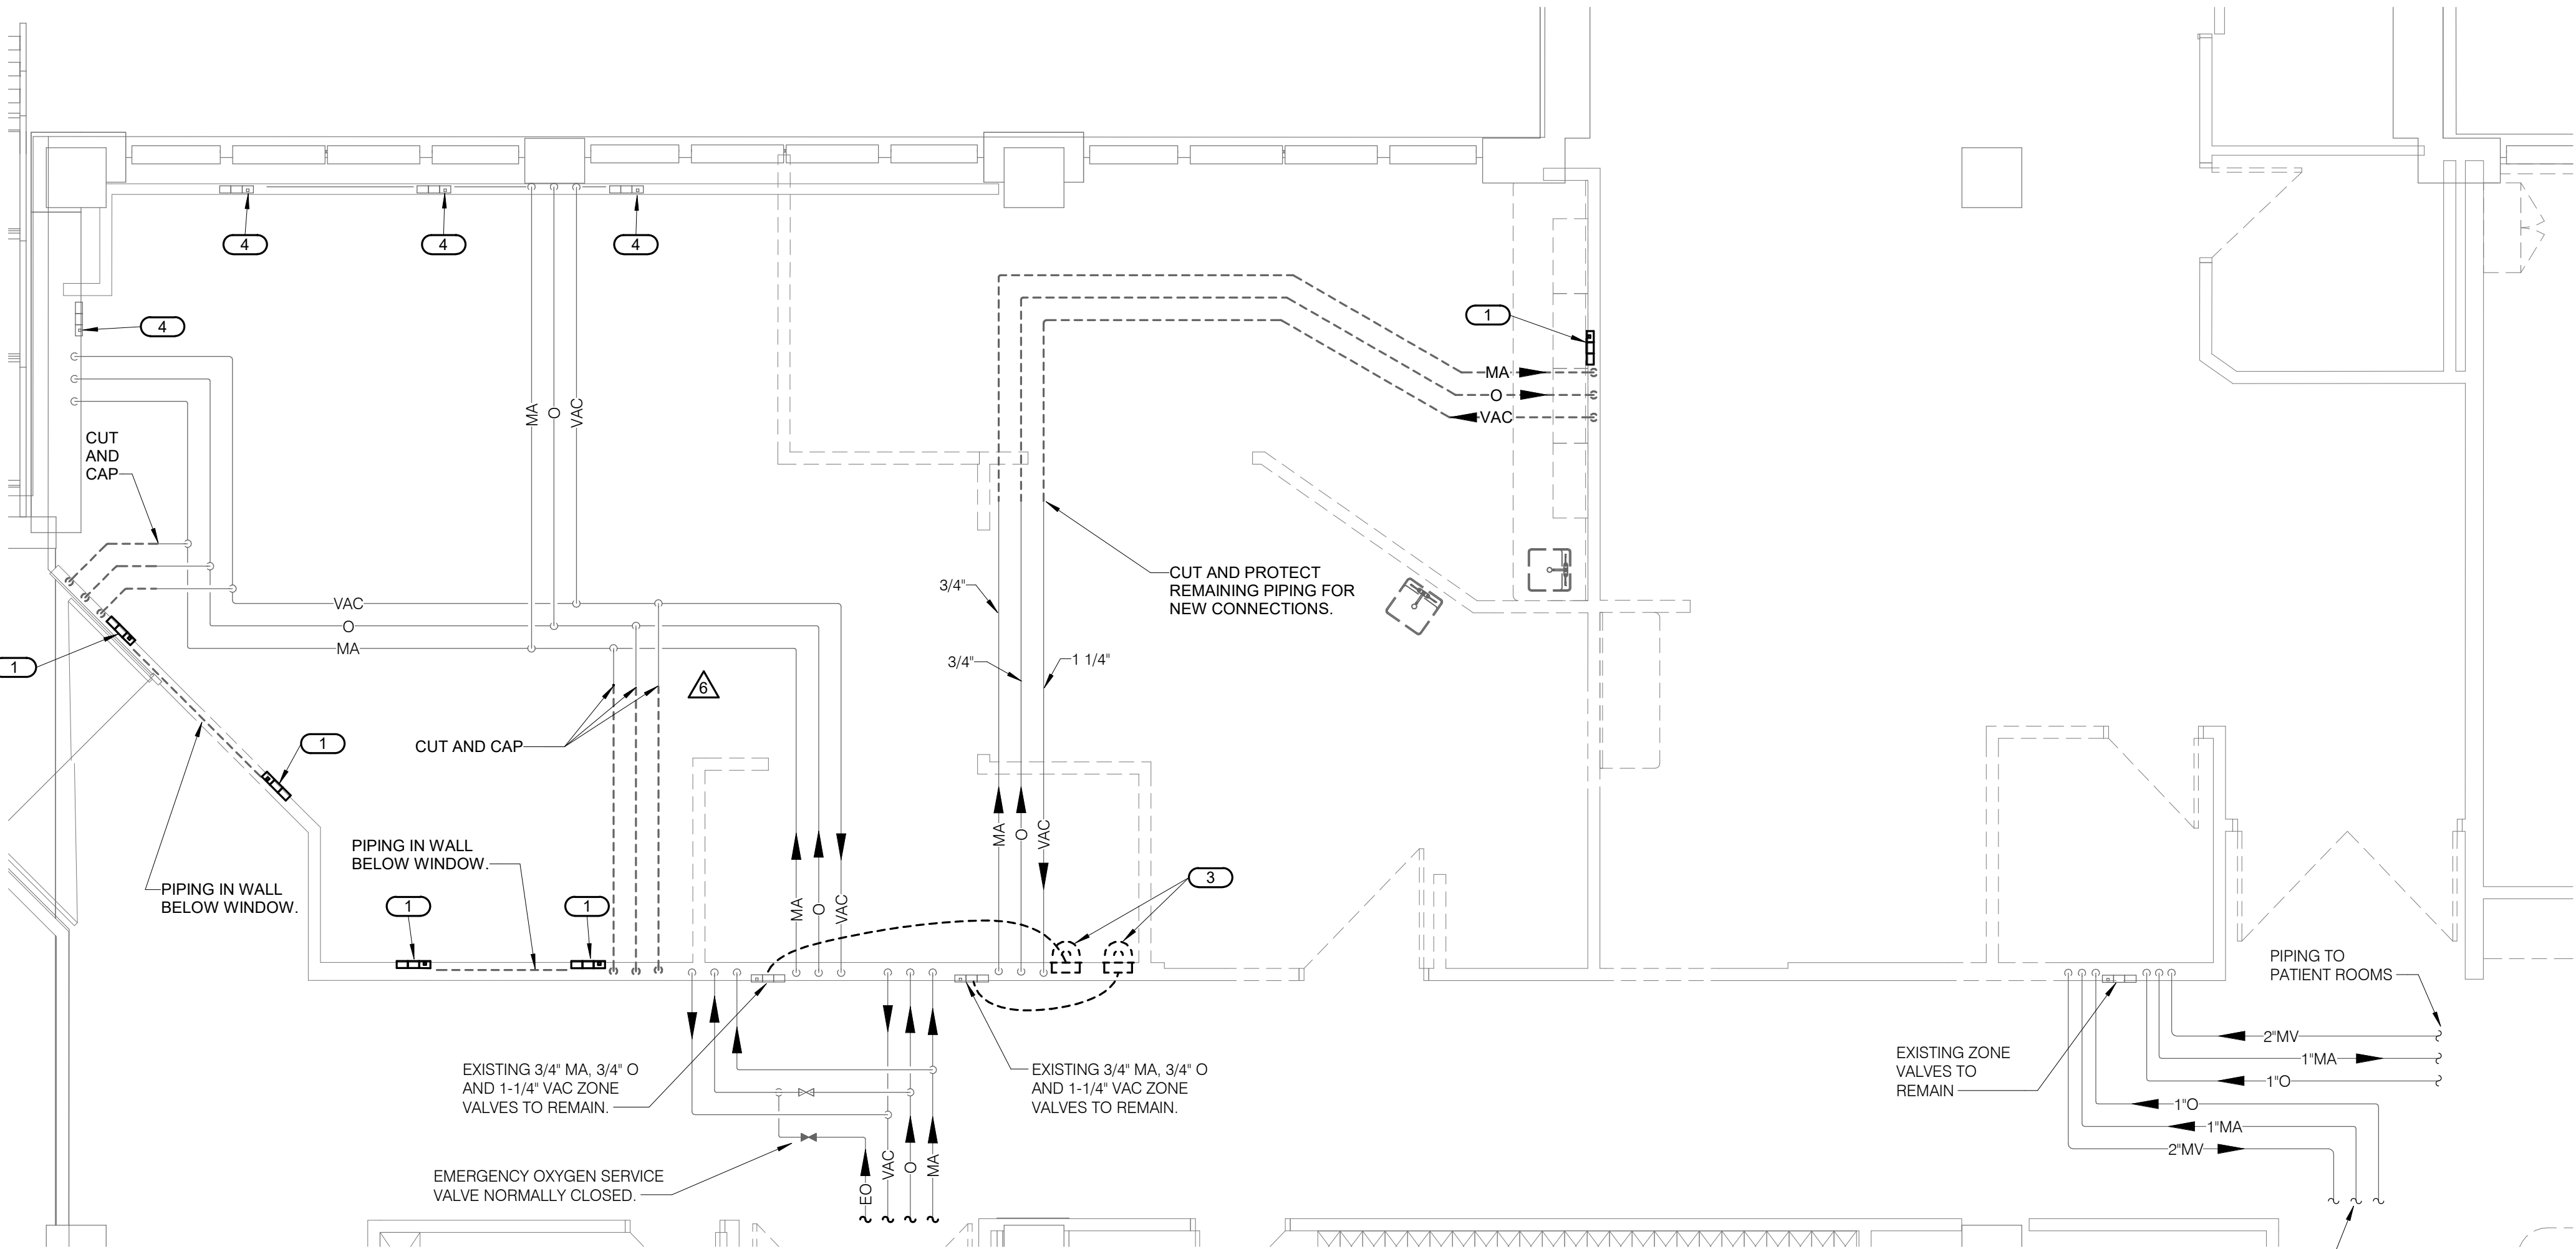 4
4
4
4
1
MA
O
VAC
MA
O
VAC
CUT
AND
CAP
CUT AND PROTECT
REMAINING PIPING FOR
NEW CONNECTIONS.
3/4"
3/4"
1 1/4"
VAC
O
MA
1
6
CUT AND CAP
1
PIPING IN WALL
BELOW WINDOW.
PIPING IN WALL
BELOW WINDOW.
MA
O
VAC
MA
O
VAC
3
1
1
PIPING TO
PATIENT ROOMS
EXISTING 3/4" MA, 3/4" O
AND 1-1/4" VAC ZONE
VALVES TO REMAIN.
EXISTING 3/4" MA, 3/4" O
AND 1-1/4" VAC ZONE
VALVES TO REMAIN.
EXISTING ZONE
VALVES TO
REMAIN
2"MV
1"MA
1"O
1"O
1"MA
2"MV
EMERGENCY OXYGEN SERVICE
VALVE NORMALLY CLOSED.
EO
VAC
O
MA